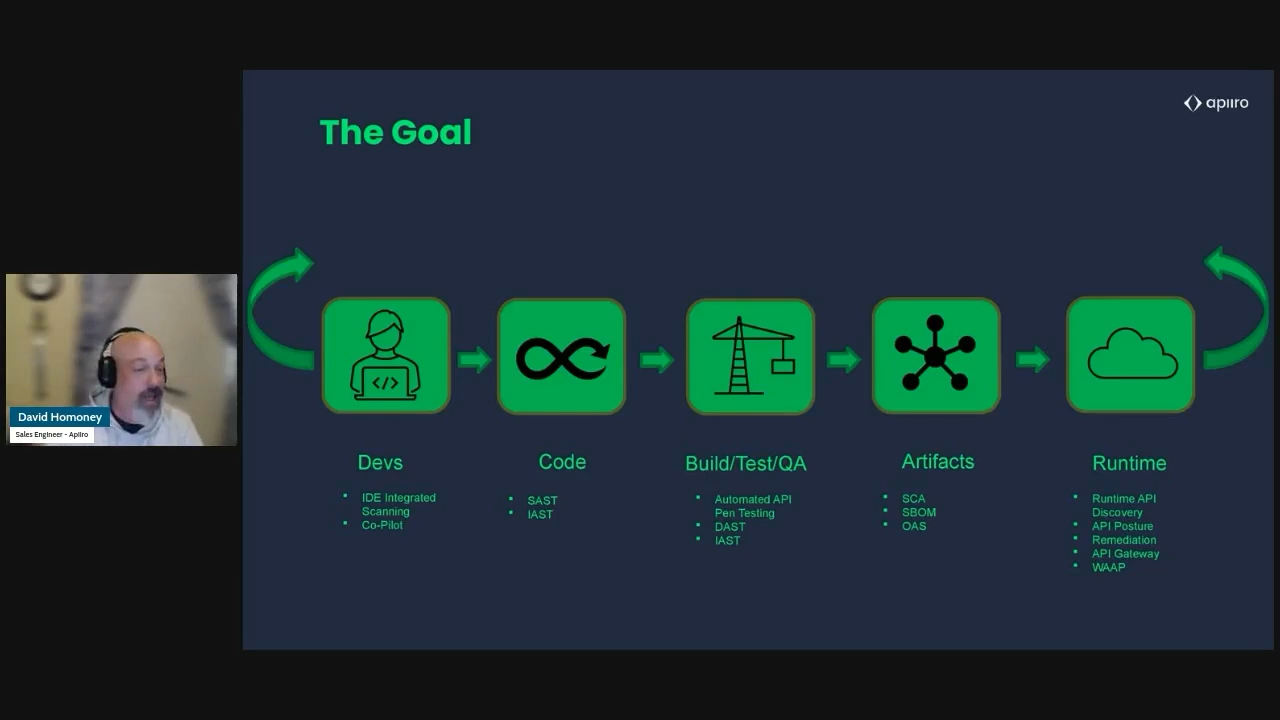 apiiro
The Goal
David Homoney
Sales Engineer - Apiiro
</>
Devs
IDE Integrated
Scanning
Co-Pilot
Code
SAST
IAST
Build/Test/QA
Automated API
Pen Testing
DAST
IAST
Artifacts
SCA
SBOM
OAS
Runtime
Runtime API
Discovery
API Posture
Remediation
API Gateway
WAAP